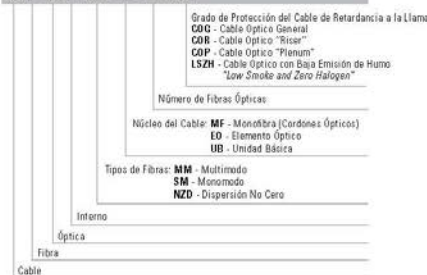 Grado de Protección del Cable de Retardancia a la Llama
COG - Cable Optico General
COR - Cable Optico "Riser"
COP - Cable Optico "Plenum"
LSZH - Cable Optico con Baja Emisión de Humo
"Low Smoke and Zero Halogen"
Número de Fibras Ópticas
Núcleo del Cable: MF - Monofibra (Cordones Ópticos)
EO - Elemento Óptico
UB - Unidad Básica
Tipos de Fibras: MM - Multimodo
SM - Monomodo
NZD - Dispersión No Cero
Interno
Óptica
Fibra
Cable